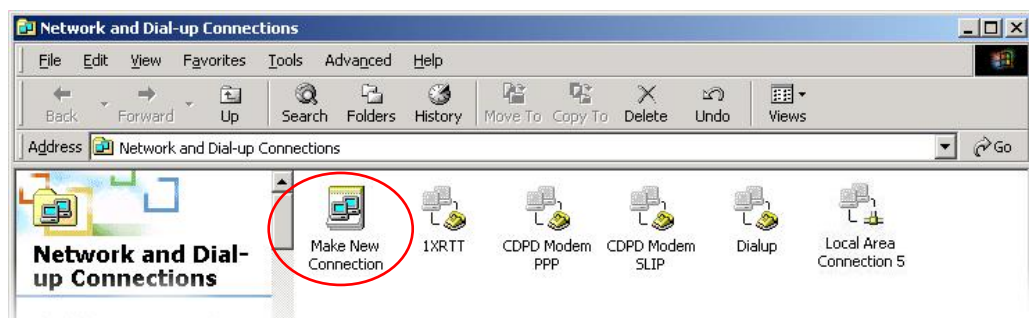 Network and Dial-up Connections
File Edit View Favorites Tools Advanced Help
Back Forward Up Search Folders History Move To Copy To Delete Undo Views
Address Network and Dial-up Connections Go
Network and Dial-
up Connections
Make New
Connection
1XRTT
CDPD Modem
PPP
CDPD Modem
SLIP
Dialup
Local Area
Connection 5